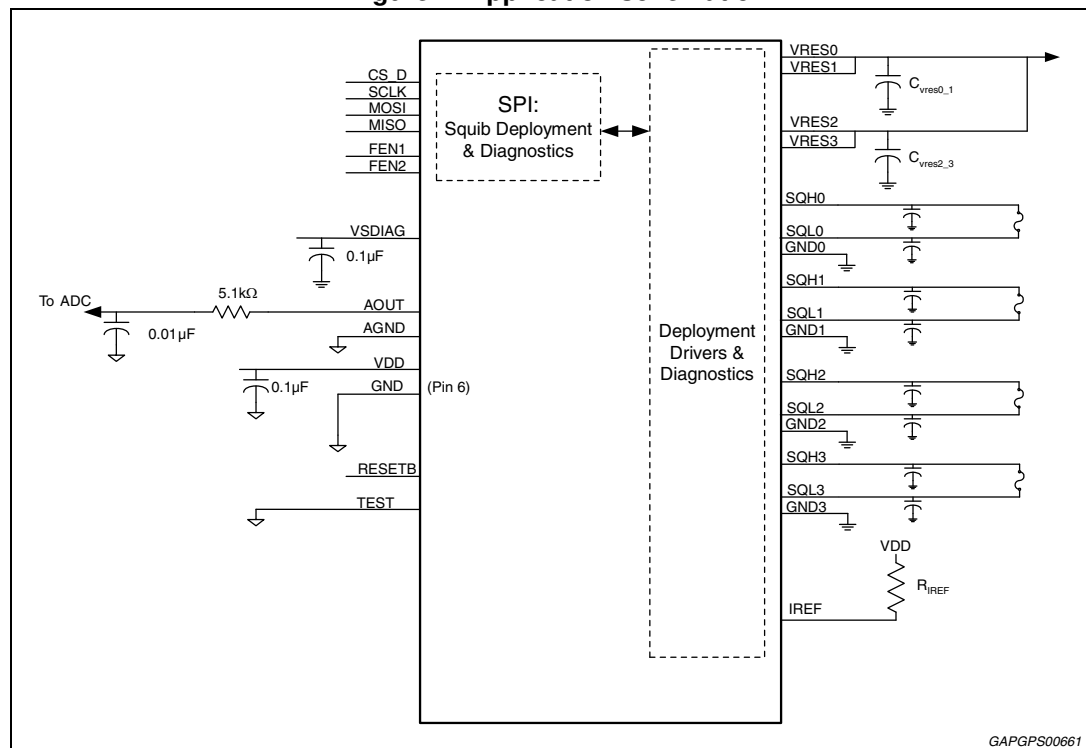 CS_D
SCLK
MOSI
MISO
FEN1
FEN2
VSDIAG
0.1µF
To ADC
5.1kΩ
AOUT
0.01µF
AGND
VDD
0.1µF
GND
(Pin 6)
RESETB
TEST
SPI:
Squib Deployment
& Diagnostics
Deployment
Drivers &
Diagnostics
VRES0
VRES1
Cvres0_1
VRES2
VRES3
Cvres2_3
SQH0
SQL0
GND0
SQH1
SQL1
GND1
SQH2
SQL2
GND2
SQH3
SQL3
GND3
VDD
RIREF
IREF
GAPGPS00661